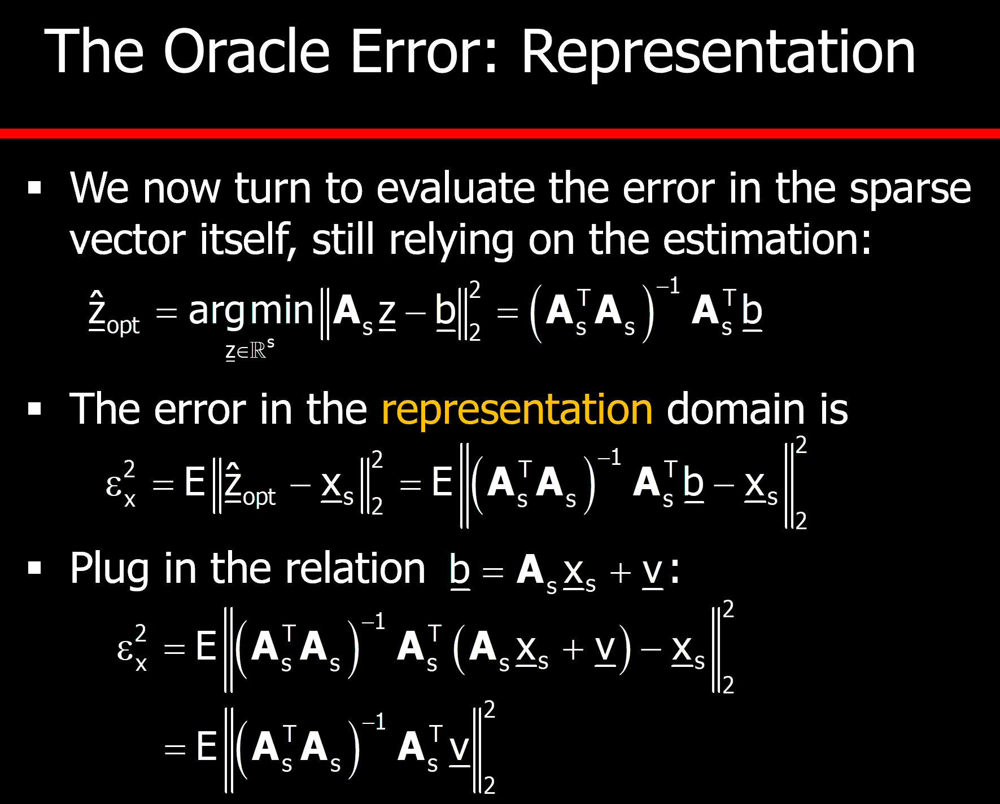 The Oracle Error: Representation
▪ We now turn to evaluate the error in the sparse
vector itself, still relying on the estimation:
$\hat{\underline{z}}_{opt} = \underset{\underline{z} \in \mathbb{R}^s}{\arg\min} \left\| \mathbf{A}_s \underline{z} - \underline{b} \right\|_2^2 = \left( \mathbf{A}_s^T \mathbf{A}_s \right)^{-1} \mathbf{A}_s^T \underline{b}$
▪ The error in the representation domain is
$\varepsilon_x^2 = E \left\| \hat{\underline{z}}_{opt} - \underline{x}_s \right\|_2^2 = E \left\| \left( \mathbf{A}_s^T \mathbf{A}_s \right)^{-1} \mathbf{A}_s^T \underline{b} - \underline{x}_s \right\|_2^2$
▪ Plug in the relation $\underline{b} = \mathbf{A}_s \underline{x}_s + \underline{v}$ :
$\varepsilon_x^2 = E \left\| \left( \mathbf{A}_s^T \mathbf{A}_s \right)^{-1} \mathbf{A}_s^T \left( \mathbf{A}_s \underline{x}_s + \underline{v} \right) - \underline{x}_s \right\|_2^2$
$= E \left\| \left( \mathbf{A}_s^T \mathbf{A}_s \right)^{-1} \mathbf{A}_s^T \underline{v} \right\|_2^2$